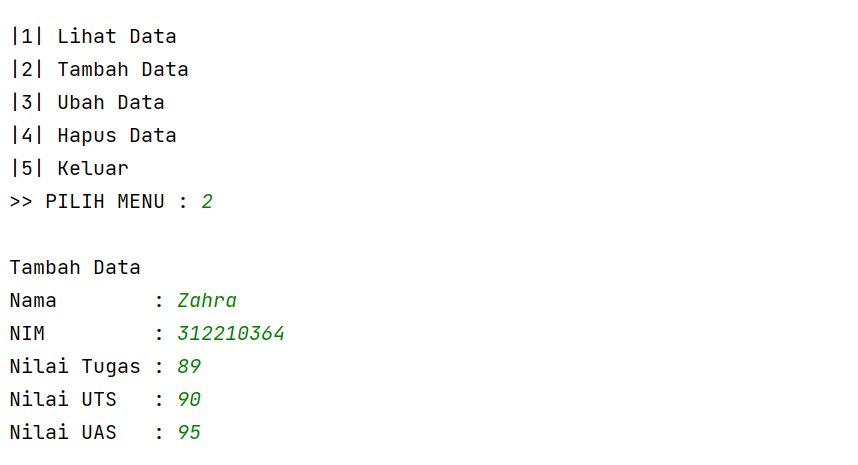 |1| Lihat Data
|2| Tambah Data
|3| Ubah Data
|4| Hapus Data
|5| Keluar
>> PILIH MENU : 2

Tambah Data
Nama        : Zahra
NIM         : 312210364
Nilai Tugas : 89
Nilai UTS   : 90
Nilai UAS   : 95